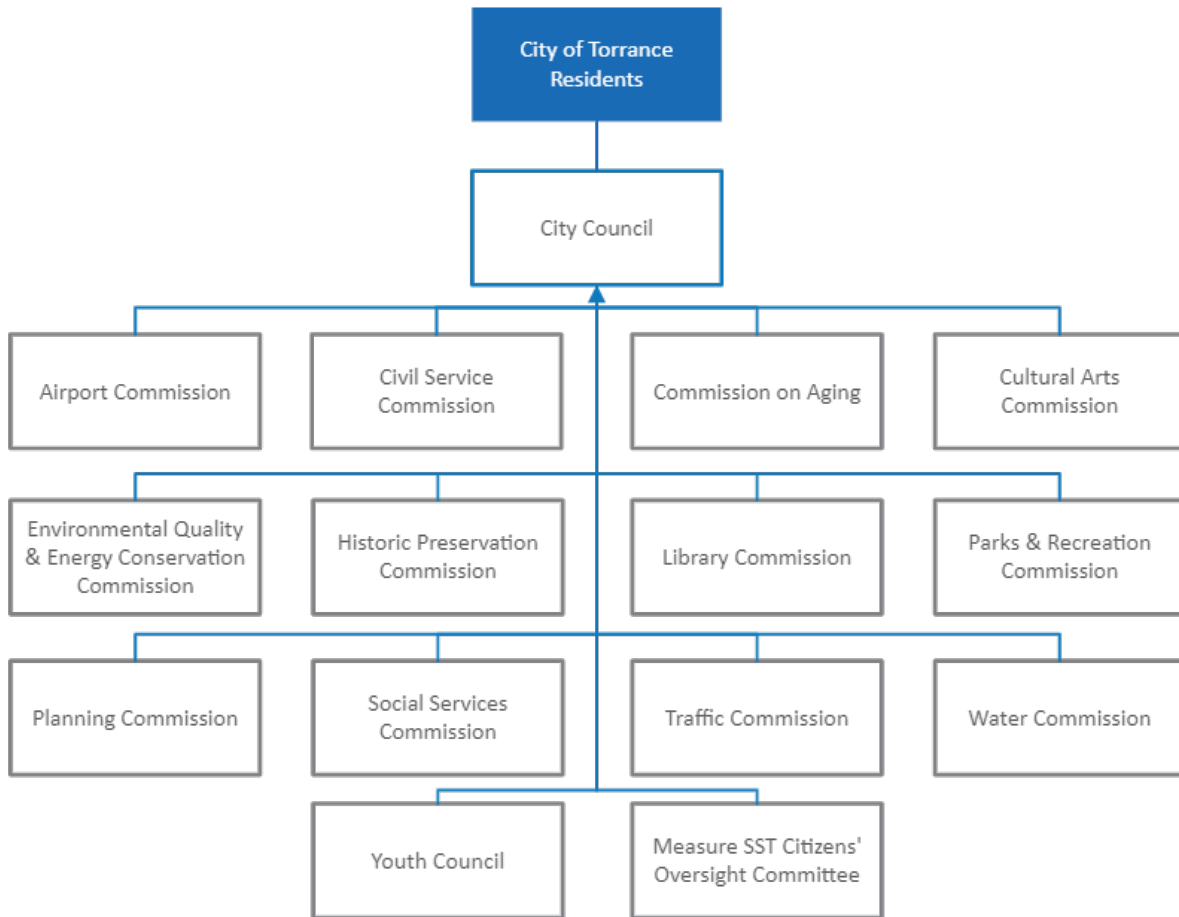 City of Torrance
Residents
City Council
Airport Commission
Civil Service
Commission
Commission on Aging
Cultural Arts
Commission
Environmental Quality
& Energy Conservation
Commission
Historic Preservation
Commission
Library Commission
Parks & Recreation
Commission
Planning Commission
Social Services
Commission
Traffic Commission
Water Commission
Youth Council
Measure SST Citizens'
Oversight Committee